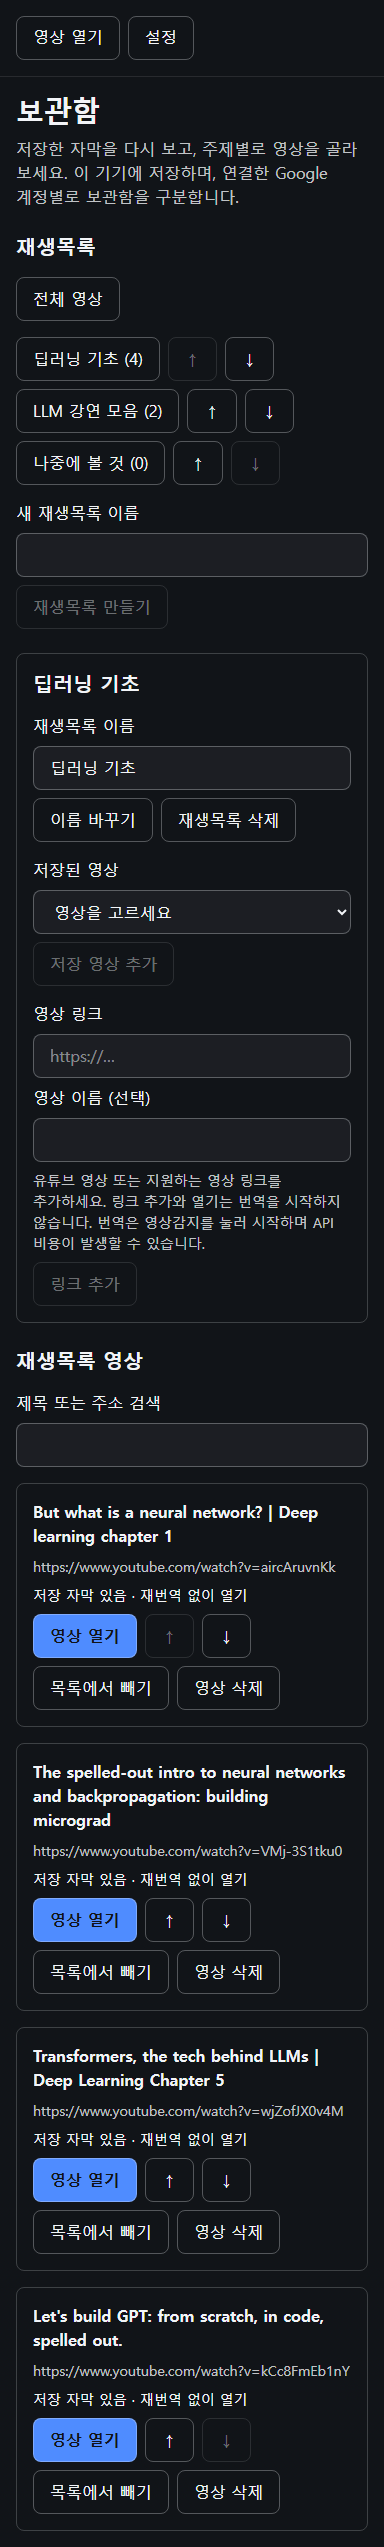 영상 열기 설정
보관함
저장한 자막을 다시 보고, 주제별로 영상을 골라
보세요. 이 기기에 저장하며, 연결한 Google
계정별로 보관함을 구분합니다.
재생목록
전체 영상
딥러닝 기초 (4) ↑ ↓
LLM 강연 모음 (2) ↑ ↓
나중에 볼 것 (0) ↑ ↓
새 재생목록 이름
재생목록 만들기
딥러닝 기초
재생목록 이름
딥러닝 기초
이름 바꾸기 재생목록 삭제
저장된 영상
영상을 고르세요
저장 영상 추가
영상 링크
https://...
영상 이름 (선택)
유튜브 영상 또는 지원하는 영상 링크를
추가하세요. 링크 추가와 열기는 번역을 시작하지
않습니다. 번역은 영상감지를 눌러 시작하며 API
비용이 발생할 수 있습니다.
링크 추가
재생목록 영상
제목 또는 주소 검색
But what is a neural network? | Deep
learning chapter 1
https://www.youtube.com/watch?v=aircAruvnKk
저장 자막 있음 · 재번역 없이 열기
영상 열기 ↑ ↓
목록에서 빼기 영상 삭제
The spelled-out intro to neural networks
and backpropagation: building
micrograd
https://www.youtube.com/watch?v=VMj-3S1tku0
저장 자막 있음 · 재번역 없이 열기
영상 열기 ↑ ↓
목록에서 빼기 영상 삭제
Transformers, the tech behind LLMs |
Deep Learning Chapter 5
https://www.youtube.com/watch?v=wjZofJX0v4M
저장 자막 있음 · 재번역 없이 열기
영상 열기 ↑ ↓
목록에서 빼기 영상 삭제
Let's build GPT: from scratch, in code,
spelled out.
https://www.youtube.com/watch?v=kCc8FmEb1nY
저장 자막 있음 · 재번역 없이 열기
영상 열기 ↑ ↓
목록에서 빼기 영상 삭제